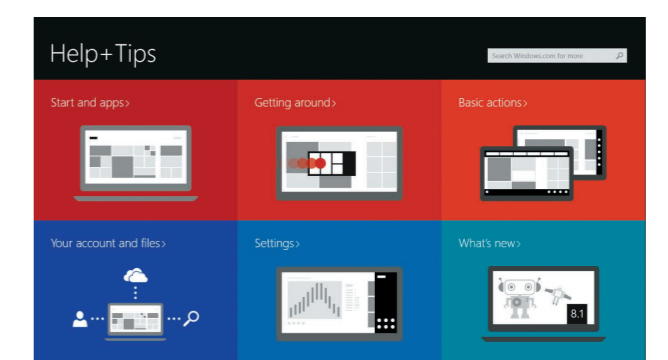 Help+Tips
Search Windows.com for more
Start and apps>
Getting around>
Basic actions>
Your account and files>
Settings>
What's new>
8.1